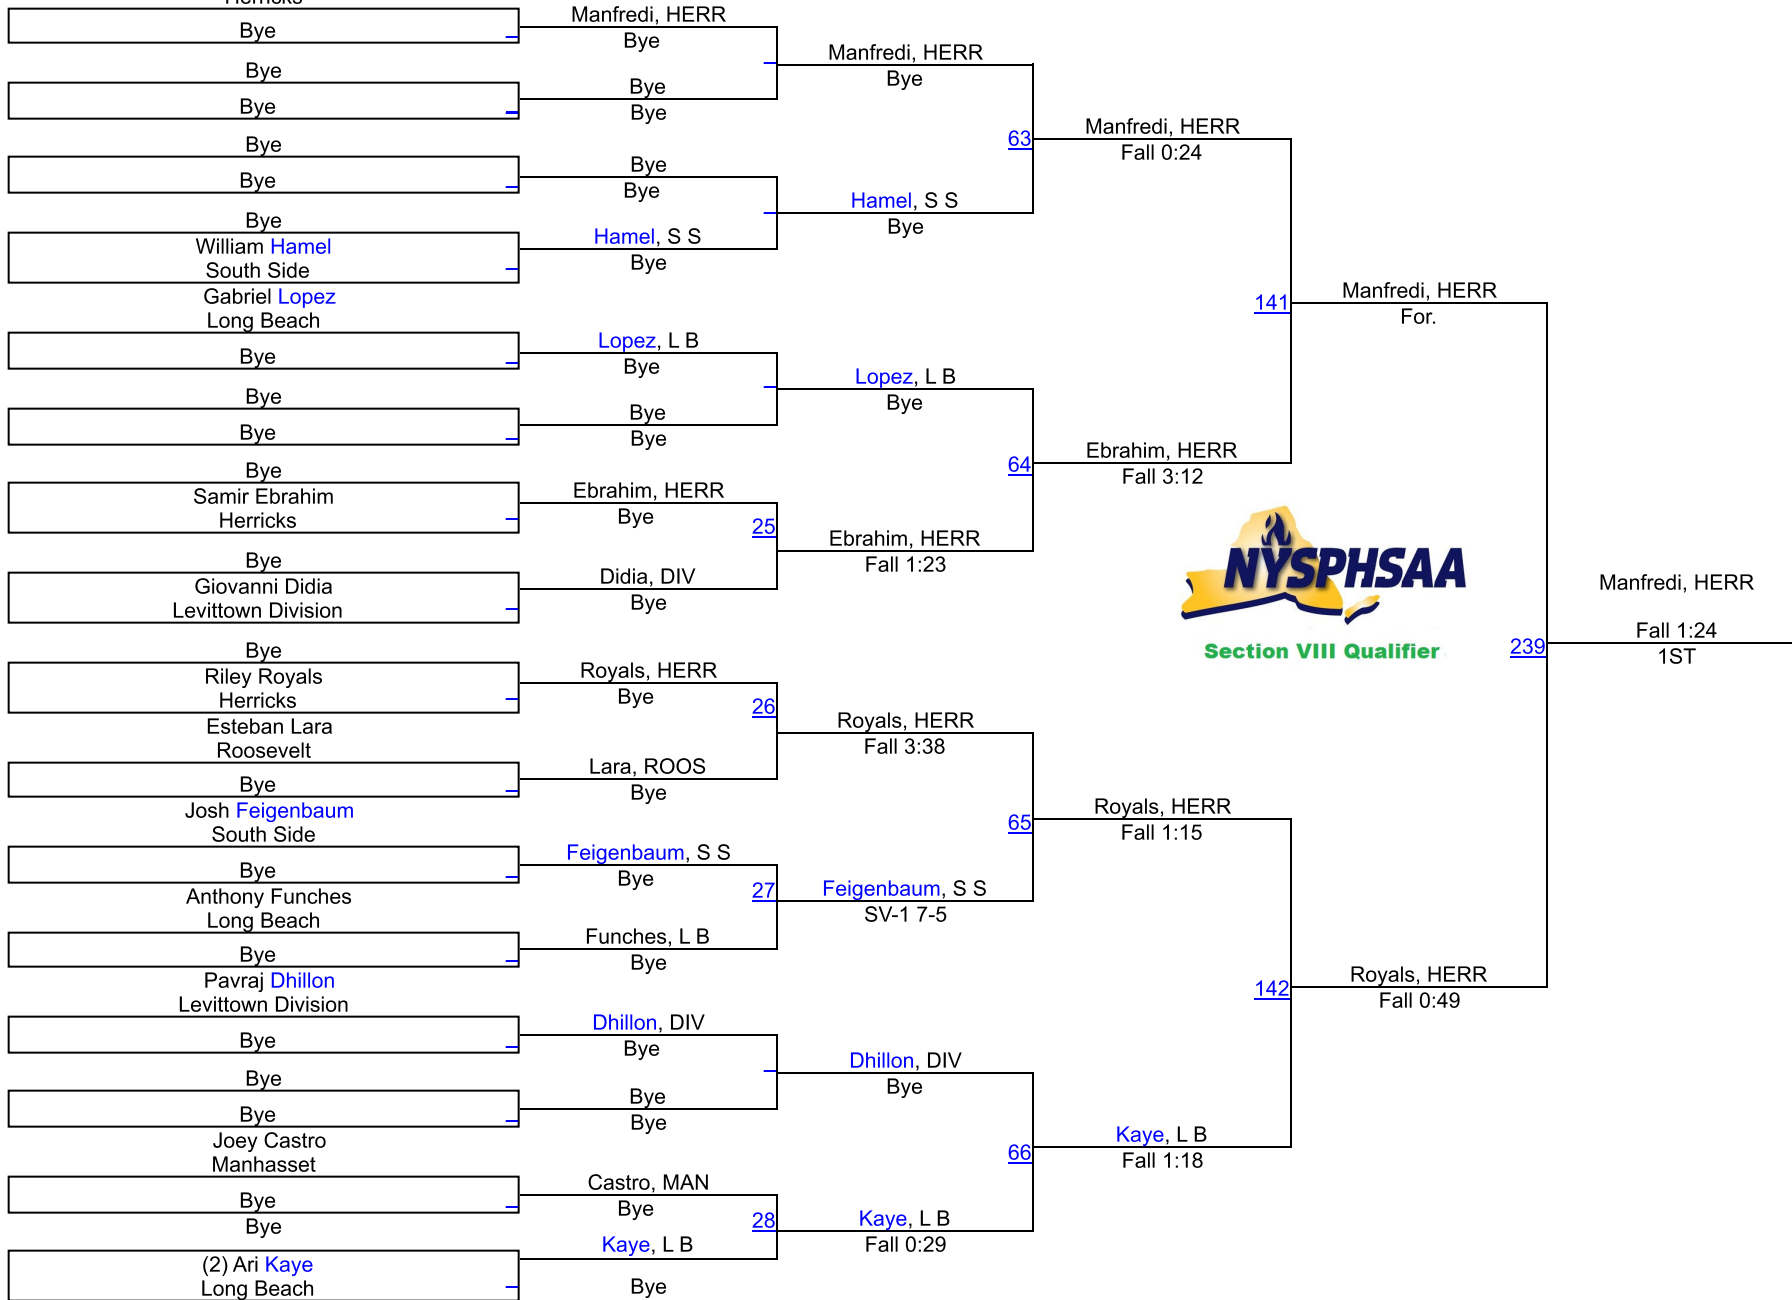 Herricks
Bye
Bye
Bye
Bye
Bye
Bye
William Hamel
South Side
Gabriel Lopez
Long Beach
Bye
Bye
Bye
Bye
Samir Ebrahim
Herricks
Bye
Giovanni Didia
Levittown Division
Bye
Riley Royals
Herricks
Esteban Lara
Roosevelt
Bye
Josh Feigenbaum
South Side
Bye
Anthony Funches
Long Beach
Bye
Pavraj Dhillon
Levittown Division
Bye
Bye
Bye
Joey Castro
Manhasset
Bye
Bye
(2) Ari Kaye
Long Beach
Manfredi, HERR
Bye
Bye
Bye
Bye
Bye
Hamel, S S
Bye
Lopez, L B
Bye
Bye
Bye
Ebrahim, HERR
Bye
25
Didia, DIV
Bye
Royals, HERR
Bye
26
Lara, ROOS
Bye
Feigenbaum, S S
Bye
27
Funches, L B
Bye
Dhillon, DIV
Bye
Bye
Bye
Castro, MAN
Bye
28
Kaye, L B
Bye
Manfredi, HERR
Bye
63
Hamel, S S
Bye
Lopez, L B
Bye
64
Ebrahim, HERR
Fall 1:23
Royals, HERR
Fall 3:38
65
Feigenbaum, S S
SV-1 7-5
Dhillon, DIV
Bye
66
Kaye, L B
Fall 0:29
Manfredi, HERR
Fall 0:24
141
Ebrahim, HERR
Fall 3:12
NYSPHSAA
Section VIII Qualifier
Royals, HERR
Fall 1:15
142
Kaye, L B
Fall 1:18
Manfredi, HERR
For.
239
Royals, HERR
Fall 0:49
Manfredi, HERR
Fall 1:24
1ST